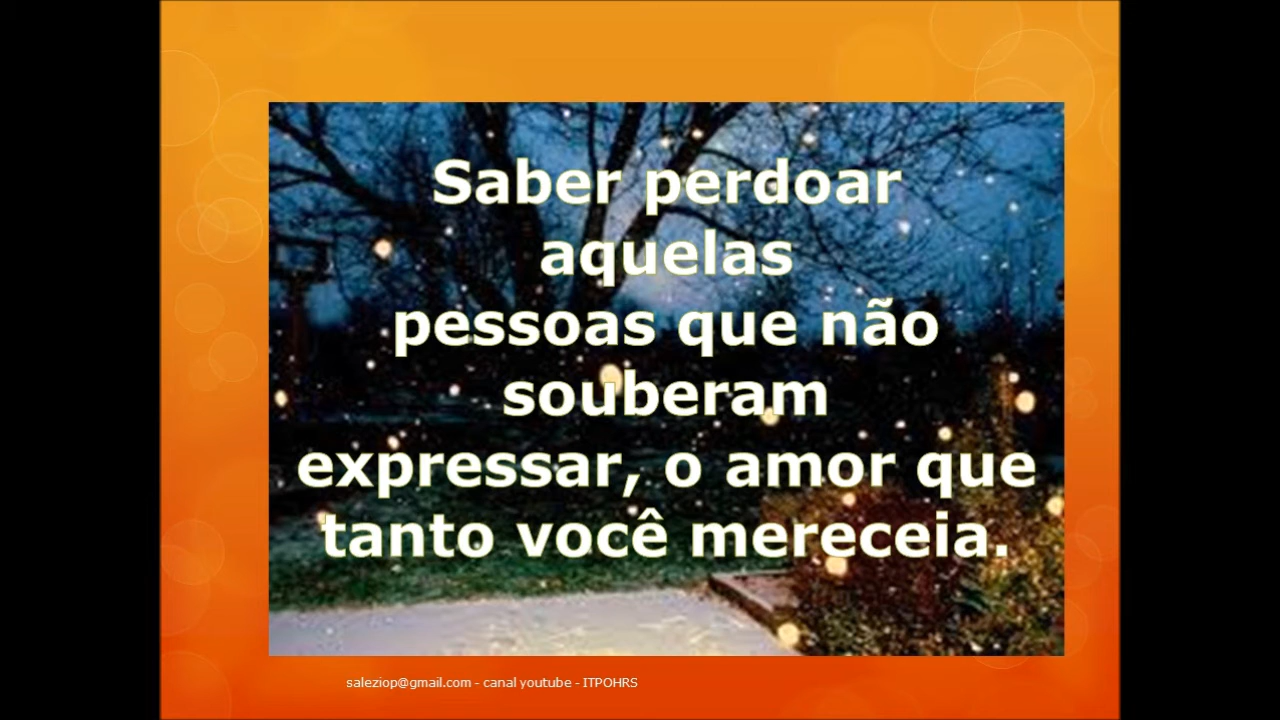 Saber perdoar
aquelas
pessoas que não
souberam
expressar, o amor que
tanto você mereceia.
saleziop@gmail.com - canal youtube - ITPOHRS